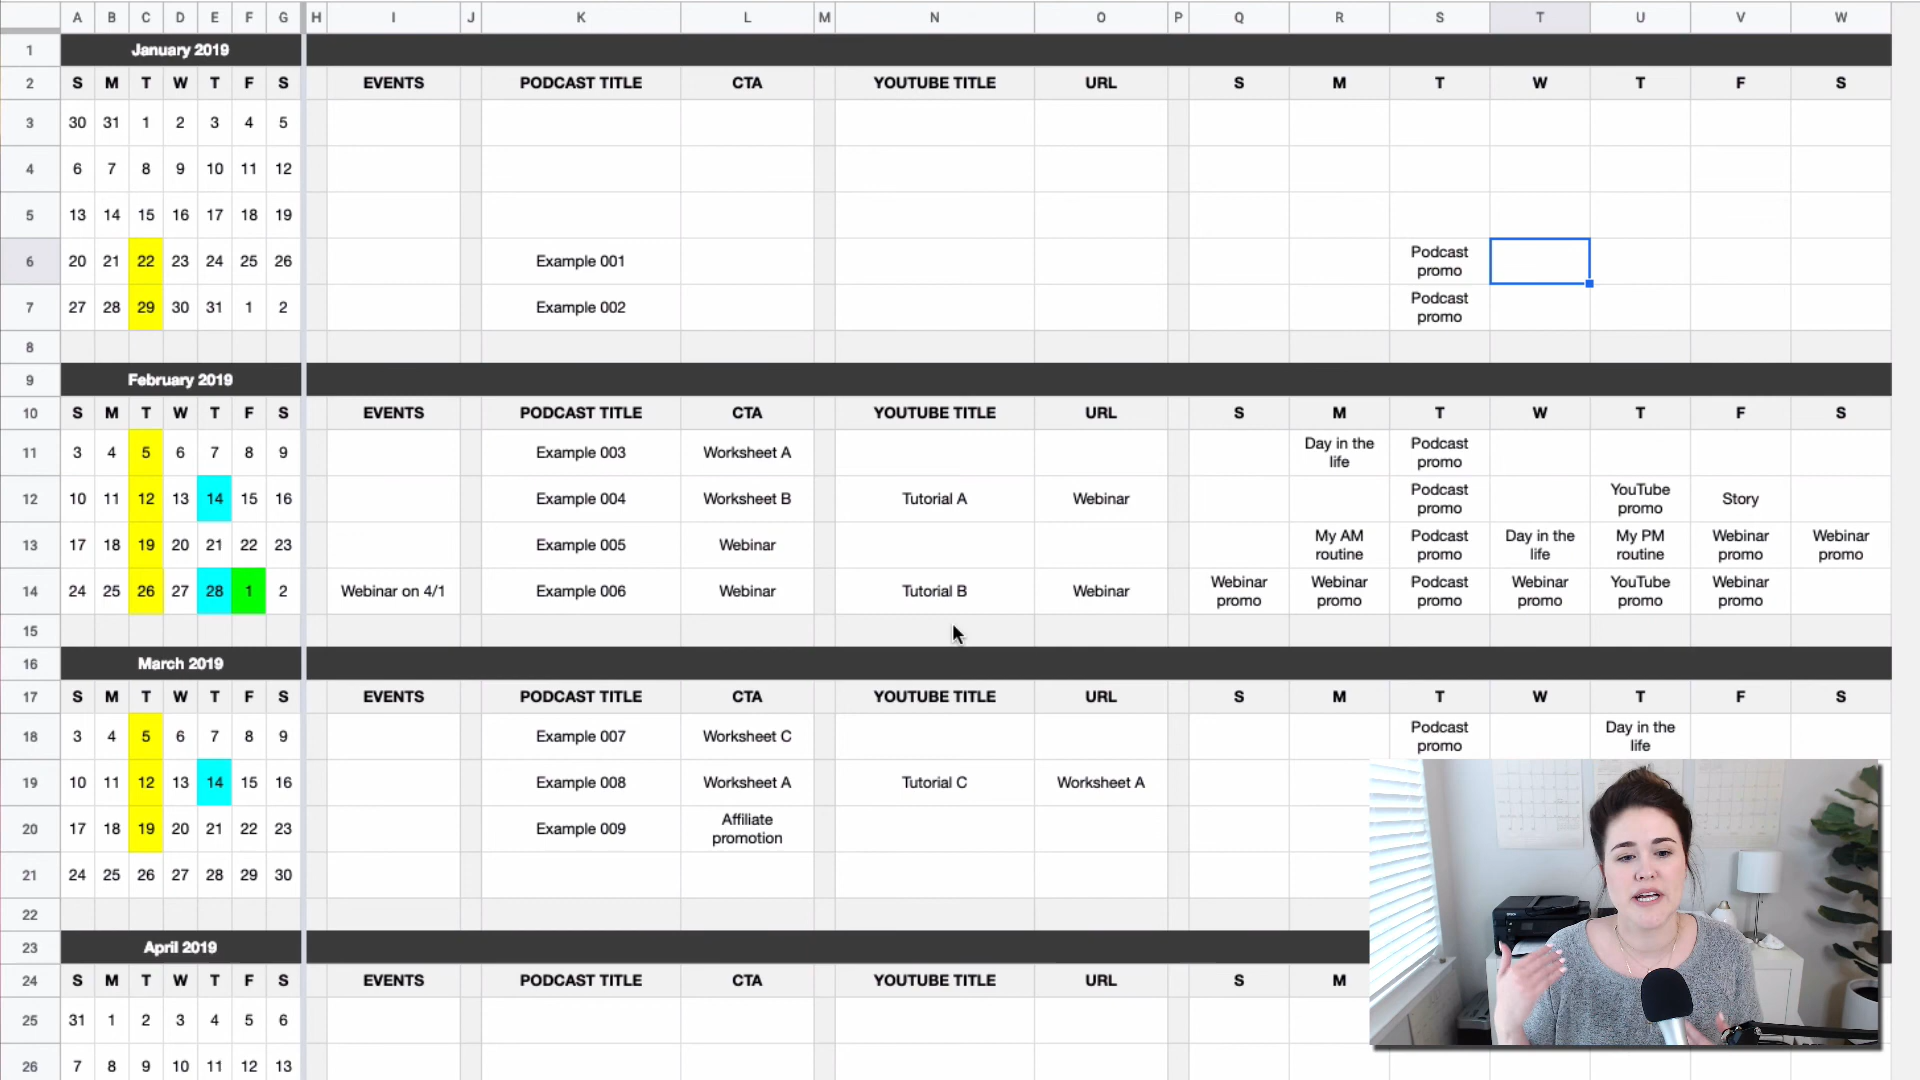 A B C D E F G H I J K L M N O P Q R S T U V W
1 January 2019
2 S M T W T F S EVENTS PODCAST TITLE CTA YOUTUBE TITLE URL S M T W T F S
3 30 31 1 2 3 4 5
4 6 7 8 9 10 11 12
5 13 14 15 16 17 18 19
6 20 21 22 23 24 25 26 Example 001 Podcast promo
7 27 28 29 30 31 1 2 Example 002 Podcast promo
8
9 February 2019
10 S M T W T F S EVENTS PODCAST TITLE CTA YOUTUBE TITLE URL S M T W T F S
11 3 4 5 6 7 8 9 Example 003 Worksheet A Day in the life Podcast promo
12 10 11 12 13 14 15 16 Example 004 Worksheet B Tutorial A Webinar Podcast promo YouTube promo Story
13 17 18 19 20 21 22 23 Example 005 Webinar My AM routine Podcast promo Day in the life My PM routine Webinar promo Webinar promo
14 24 25 26 27 28 1 2 Webinar on 4/1 Example 006 Webinar Tutorial B Webinar Webinar promo Webinar promo Podcast promo Webinar promo YouTube promo Webinar promo
15
16 March 2019
17 S M T W T F S EVENTS PODCAST TITLE CTA YOUTUBE TITLE URL S M T W T F S
18 3 4 5 6 7 8 9 Example 007 Worksheet C Podcast promo Day in the life
19 10 11 12 13 14 15 16 Example 008 Worksheet A Tutorial C Worksheet A
20 17 18 19 20 21 22 23 Example 009 Affiliate promotion
21 24 25 26 27 28 29 30
22
23 April 2019
24 S M T W T F S EVENTS PODCAST TITLE CTA YOUTUBE TITLE URL S M
25 31 1 2 3 4 5 6
26 7 8 9 10 11 12 13